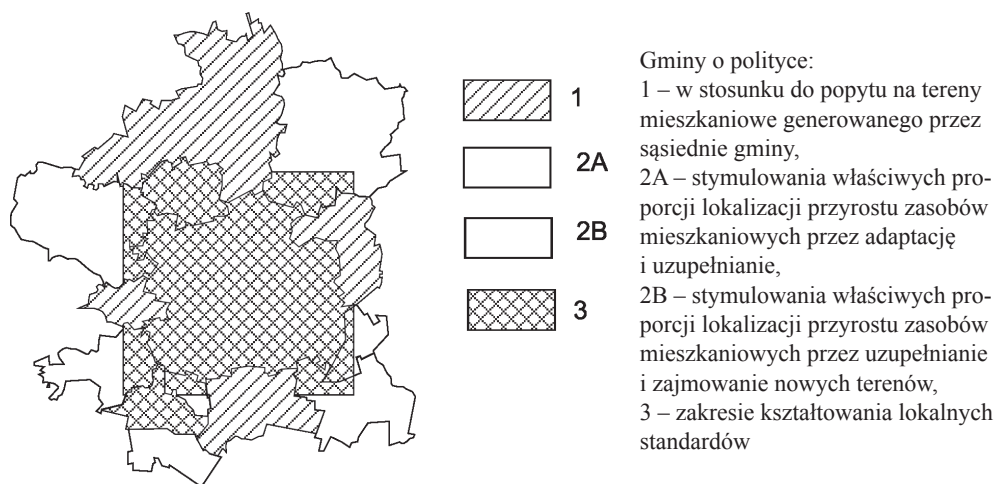 1
2A
2B
3
Gminy o polityce:
1 – w stosunku do popytu na tereny
mieszkaniowe generowanego przez
sąsiednie gminy,
2A – stymulowania właściwych pro-
porcji lokalizacji przyrostu zasobów
mieszkaniowych przez adaptację
i uzupełnianie,
2B – stymulowania właściwych pro-
porcji lokalizacji przyrostu zasobów
mieszkaniowych przez uzupełnianie
i zajmowanie nowych terenów,
3 – zakresie kształtowania lokalnych
standardów